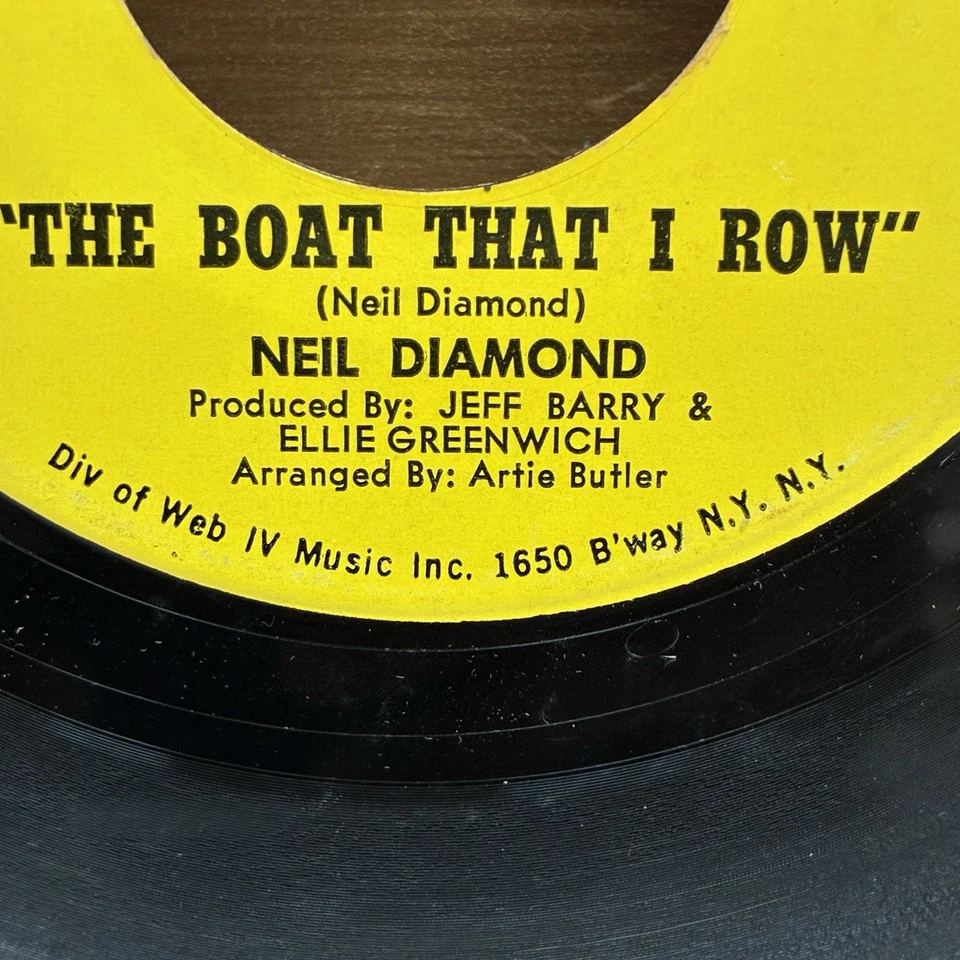 "THE BOAT THAT I ROW"
(Neil Diamond)
NEIL DIAMOND
Produced By: JEFF BARRY &
ELLIE GREENWICH
Arranged By: Artie Butler
Div of Web IV Music Inc. 1650 B'way N.Y. N.Y.